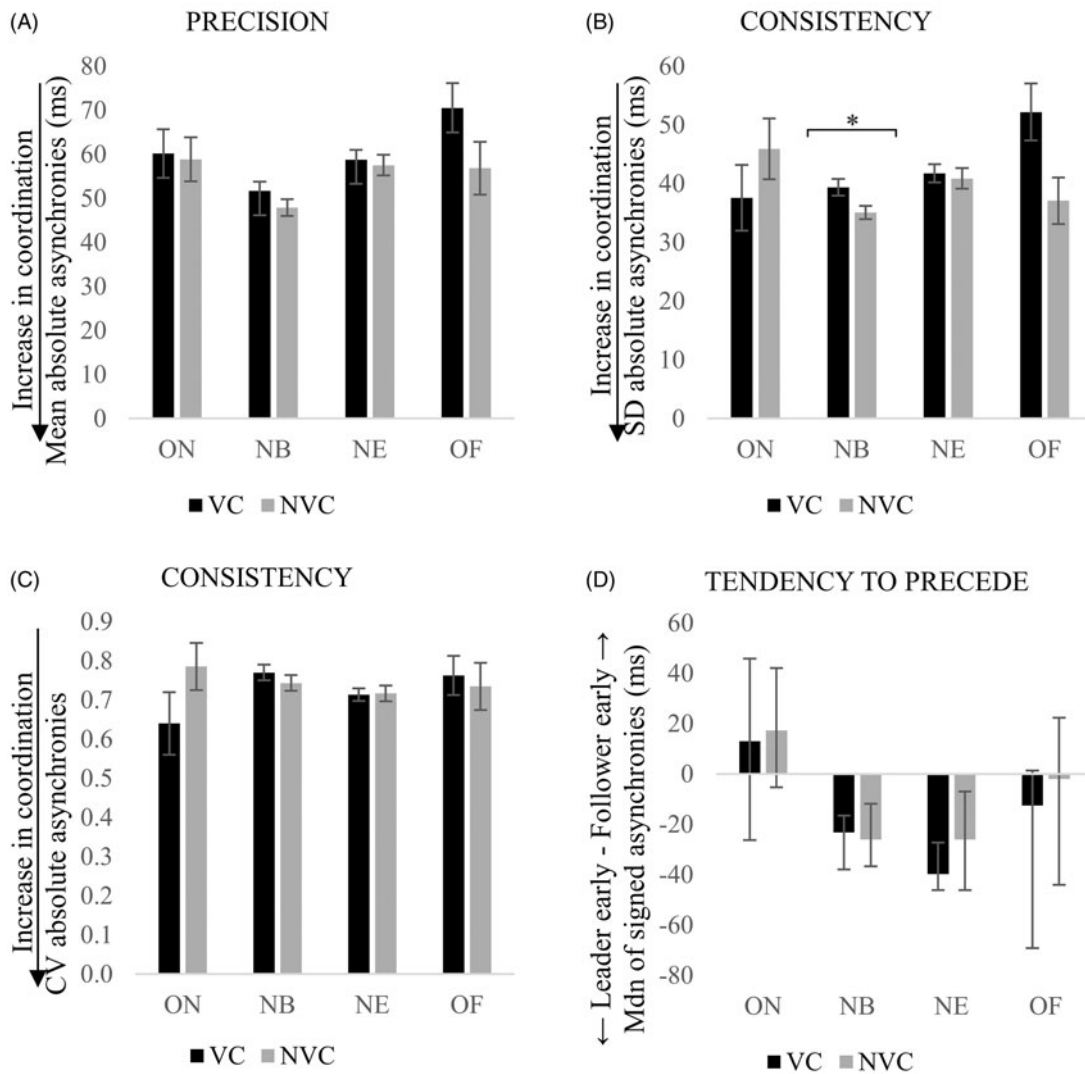 (A) PRECISION
Increase in coordination
Mean absolute asynchronies (ms)
80
70
60
50
40
30
20
10
0
ON NB NE OF
VC NVC
(B) CONSISTENCY
Increase in coordination
SD absolute asynchronies (ms)
60
50
40
30
20
10
0
*
ON NB NE OF
VC NVC
(C) CONSISTENCY
Increase in coordination
CV absolute asynchronies
0.9
0.8
0.7
0.6
0.5
0.4
0.3
0.2
0.1
0.0
ON NB NE OF
VC NVC
(D) TENDENCY TO PRECEDE
← Leader early - Follower early →
Mdn of signed asynchronies (ms)
60
40
20
0
-20
-40
-60
-80
ON NB NE OF
VC NVC